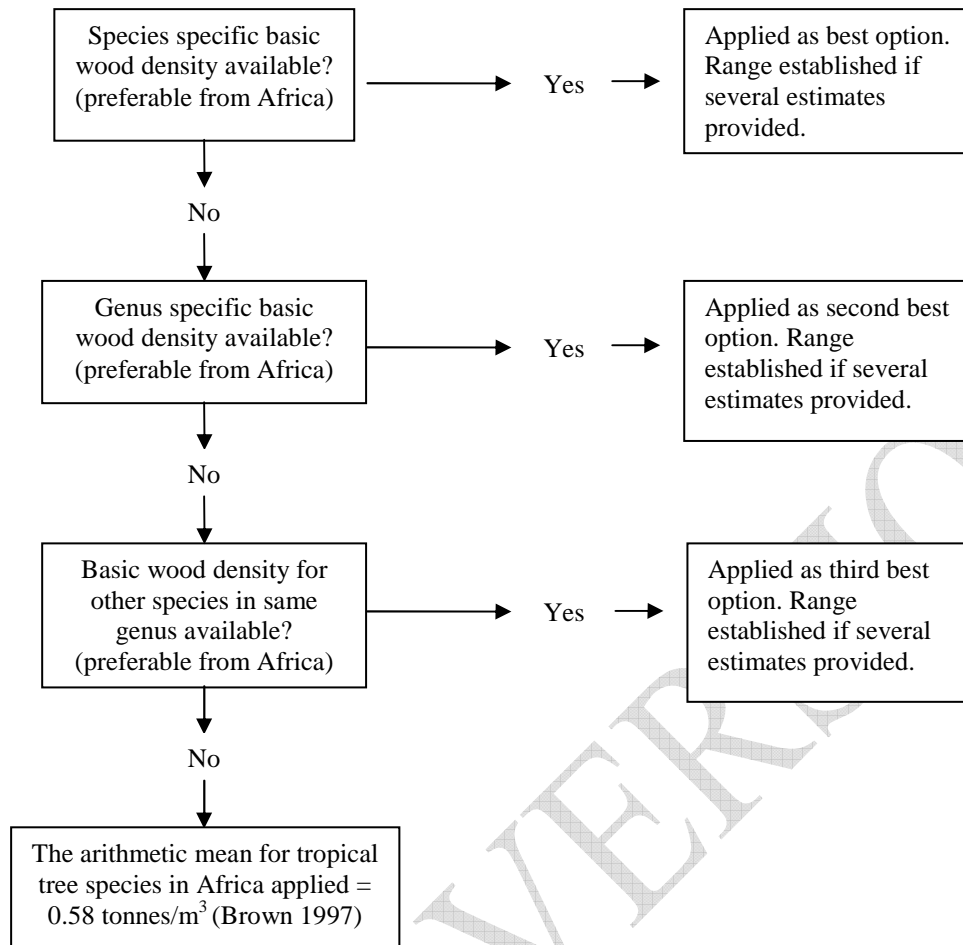 Species specific basic
wood density available?
(preferable from Africa)
Yes
Applied as best option.
Range established if
several estimates
provided.
No
Genus specific basic
wood density available?
(preferable from Africa)
Yes
Applied as second best
option. Range
established if several
estimates provided.
No
Basic wood density for
other species in same
genus available?
(preferable from Africa)
Yes
Applied as third best
option. Range
established if several
estimates provided.
No
The arithmetic mean for tropical
tree species in Africa applied =
0.58 tonnes/m³ (Brown 1997)